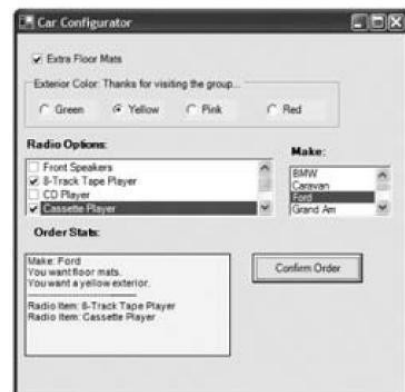 Car Configurator
Extra Floor Mats
Exterior Color: Thanks for visiting the group...
Green Yellow Pink Red
Radio Options:
Front Speakers
8-Track Tape Player
CD Player
Cassette Player
Make:
BMW
Caravan
Ford
Grand Am
Order Stats:
Make: Ford
You want floor mats.
You want a yellow exterior.
--------------------------------
Radio Item: 8-Track Tape Player
Radio Item: Cassette Player
Confirm Order